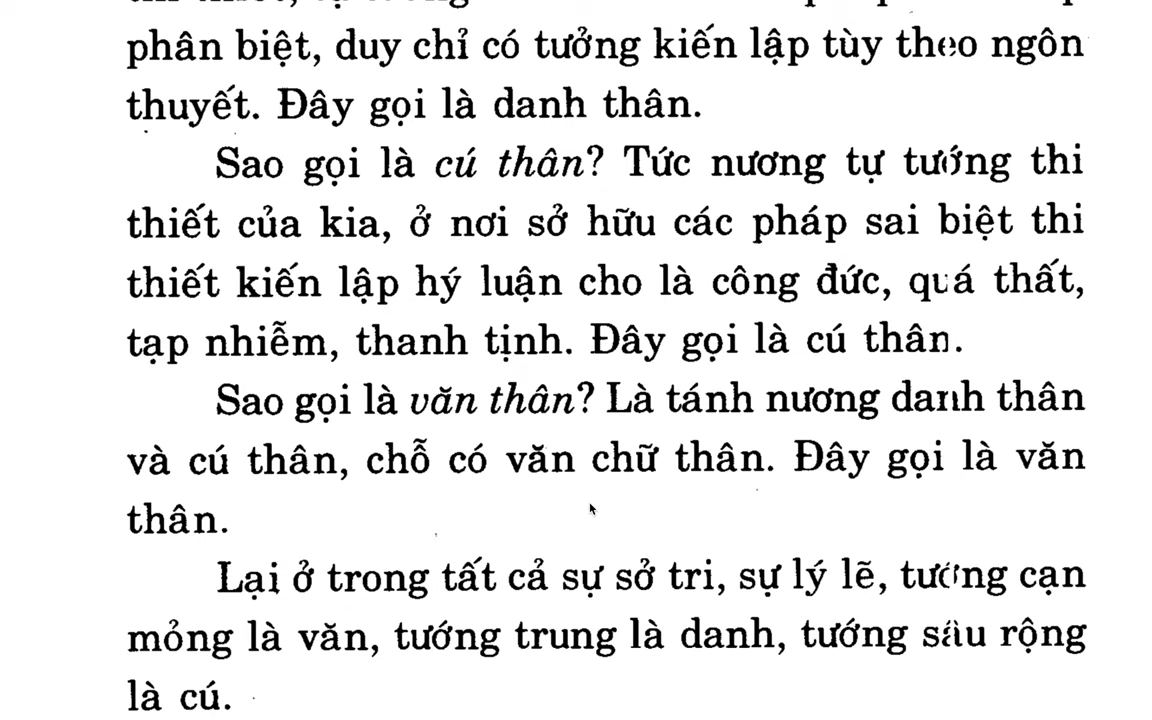 phân biệt, duy chỉ có tưởng kiến lập tùy theo ngôn
thuyết. Đây gọi là danh thân.
Sao gọi là cú thân? Tức nương tự tướng thi
thiết của kia, ở nơi sở hữu các pháp sai biệt thi
thiết kiến lập hý luận cho là công đức, quá thất,
tạp nhiễm, thanh tịnh. Đây gọi là cú thân.
Sao gọi là văn thân? Là tánh nương danh thân
và cú thân, chỗ có văn chữ thân. Đây gọi là văn
thân.
Lại ở trong tất cả sự sở tri, sự lý lẽ, tướng cạn
mỏng là văn, tướng trung là danh, tướng sâu rộng
là cú.